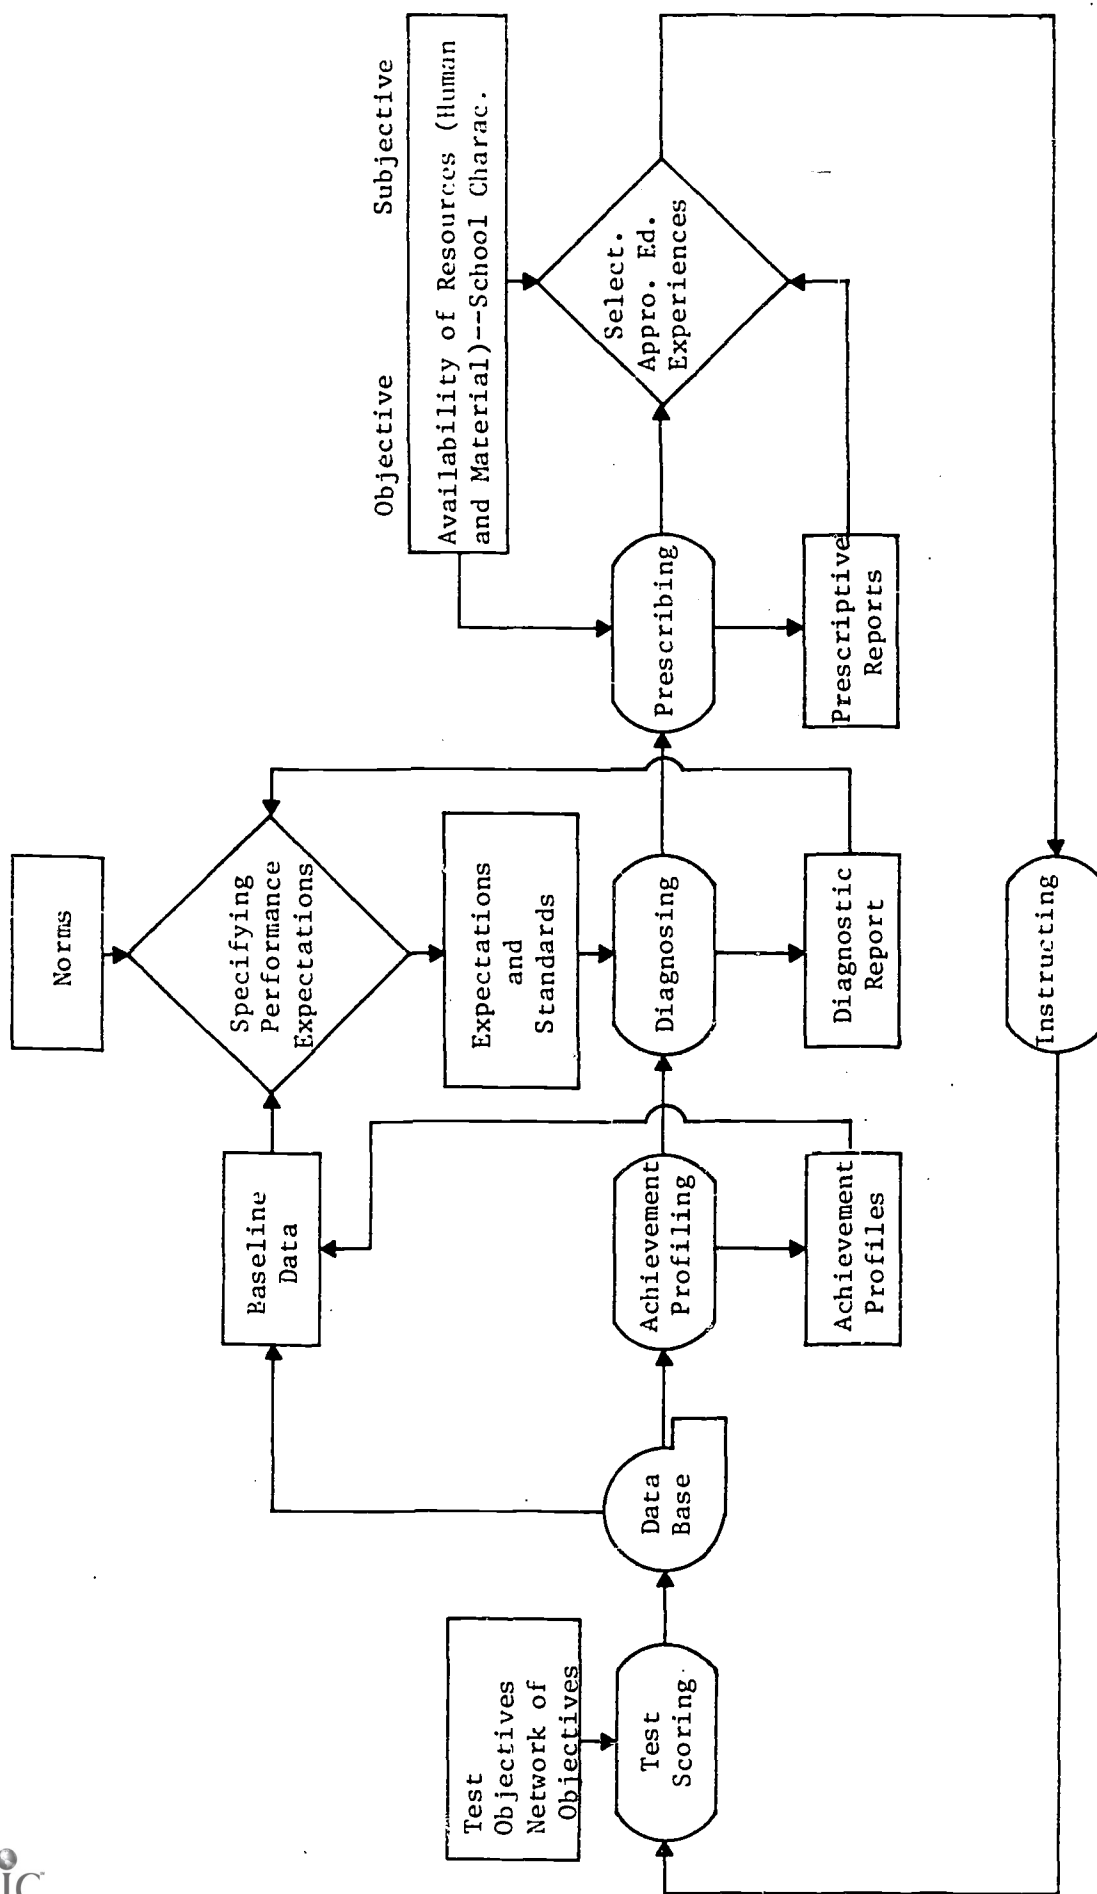 Norms
Objective
Subjective
Availability of Resources (Human
and Material)--School Charac.
Baseline
Data
Specifying
Performance
Expectations
Test
Objectives
Network of
Objectives
Expectations
and
Standards
Select.
Appro. Ed.
Experiences
Test
Scoring
Data
Base
Achievement
Profiling
Diagnosing
Prescribing
Achievement
Profiles
Diagnostic
Report
Prescriptive
Reports
Instructing
IC